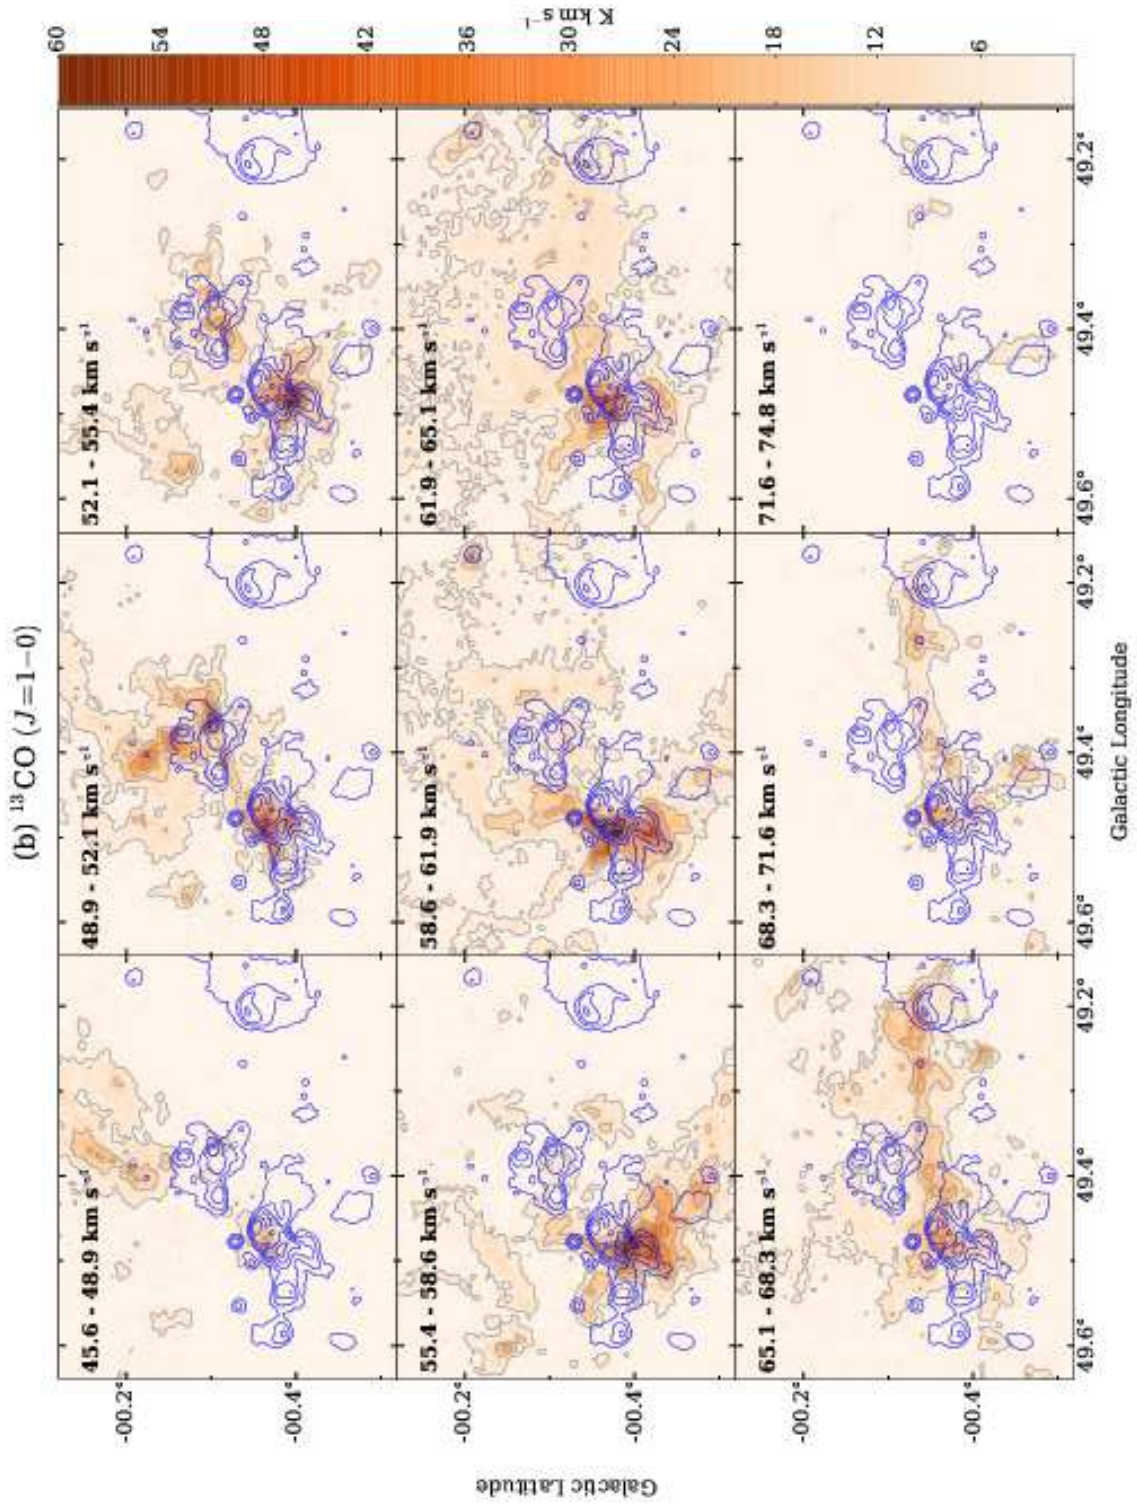 (b) ¹³CO (J=1−0)
45.6 - 48.9 km s⁻¹
48.9 - 52.1 km s⁻¹
52.1 - 55.4 km s⁻¹
55.4 - 58.6 km s⁻¹
58.6 - 61.9 km s⁻¹
61.9 - 65.1 km s⁻¹
65.1 - 68.3 km s⁻¹
68.3 - 71.6 km s⁻¹
71.6 - 74.8 km s⁻¹
-00.2°
-00.4°
-00.2°
-00.4°
-00.2°
-00.4°
Galactic Latitude
49.6° 49.4° 49.2° 49.6° 49.4° 49.2° 49.6° 49.4° 49.2°
Galactic Longitude
60
54
48
42
36
30
24
18
12
6
K km s⁻¹